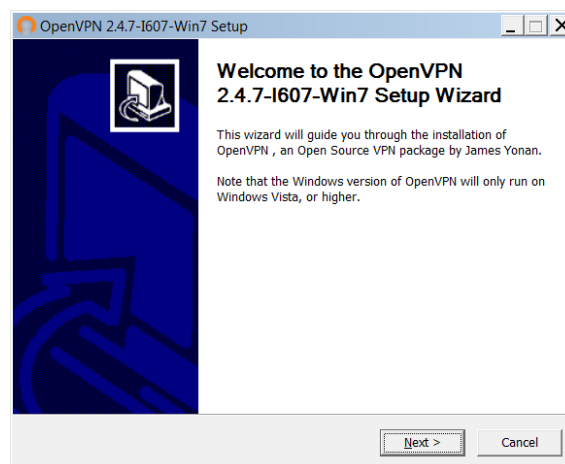 OpenVPN 2.4.7-I607-Win7 Setup
Welcome to the OpenVPN
2.4.7-I607-Win7 Setup Wizard
This wizard will guide you through the installation of
OpenVPN , an Open Source VPN package by James Yonan.
Note that the Windows version of OpenVPN will only run on
Windows Vista, or higher.
Next >
Cancel